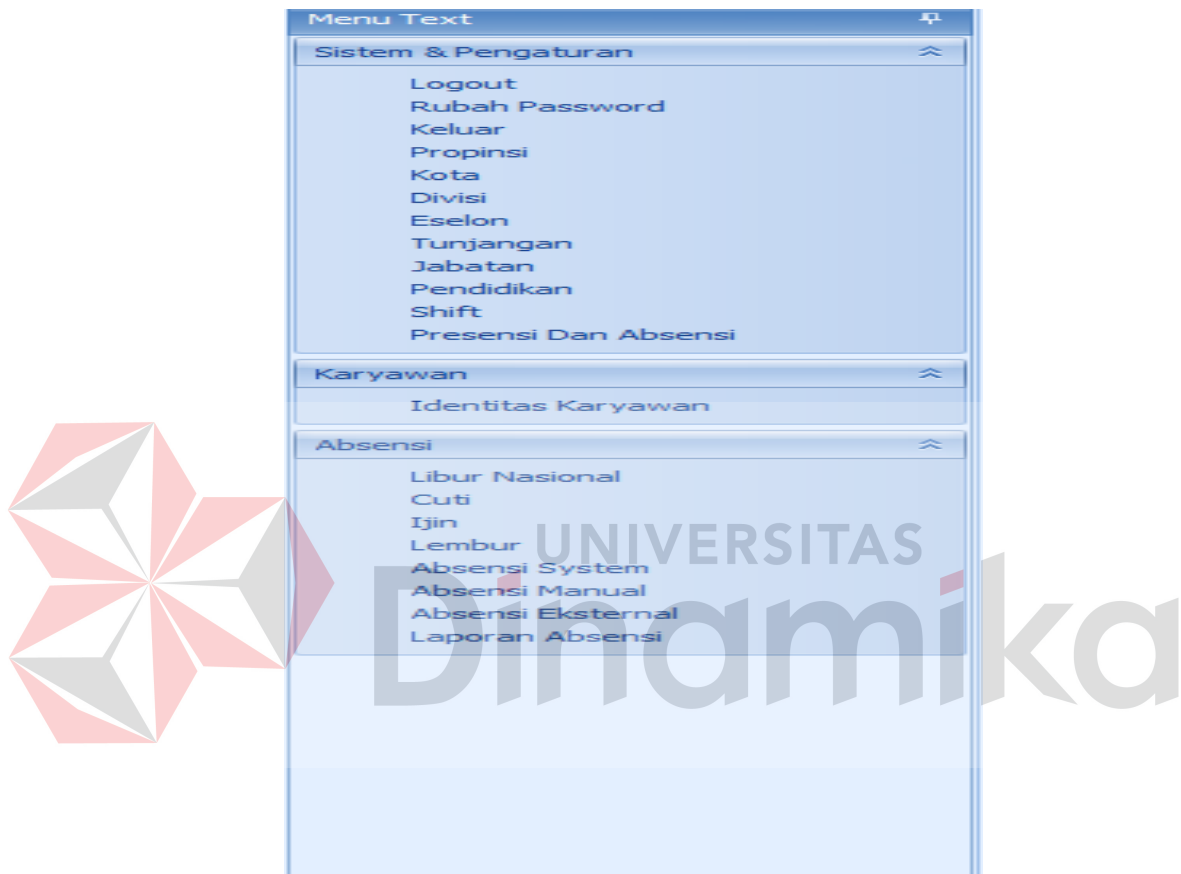 Menu Text
Sistem & Pengaturan
Logout
Rubah Password
Keluar
Propinsi
Kota
Divisi
Eselon
Tunjangan
Jabatan
Pendidikan
Shift
Presensi Dan Absensi
Karyawan
Identitas Karyawan
Absensi
Libur Nasional
Cuti
Ijin
Lembur
Absensi System
Absensi Manual
Absensi Eksternal
Laporan Absensi
UNIVERSITAS
Dinamika